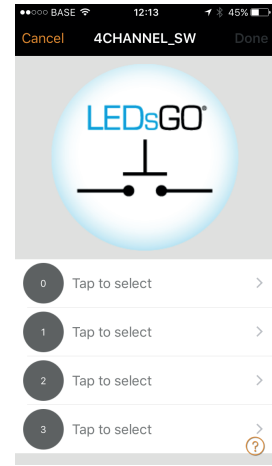 ●●○○○ BASE 12:13 45%
Cancel 4CHANNEL_SW Done
LEDsGO®
0 Tap to select
1 Tap to select
2 Tap to select
3 Tap to select
?